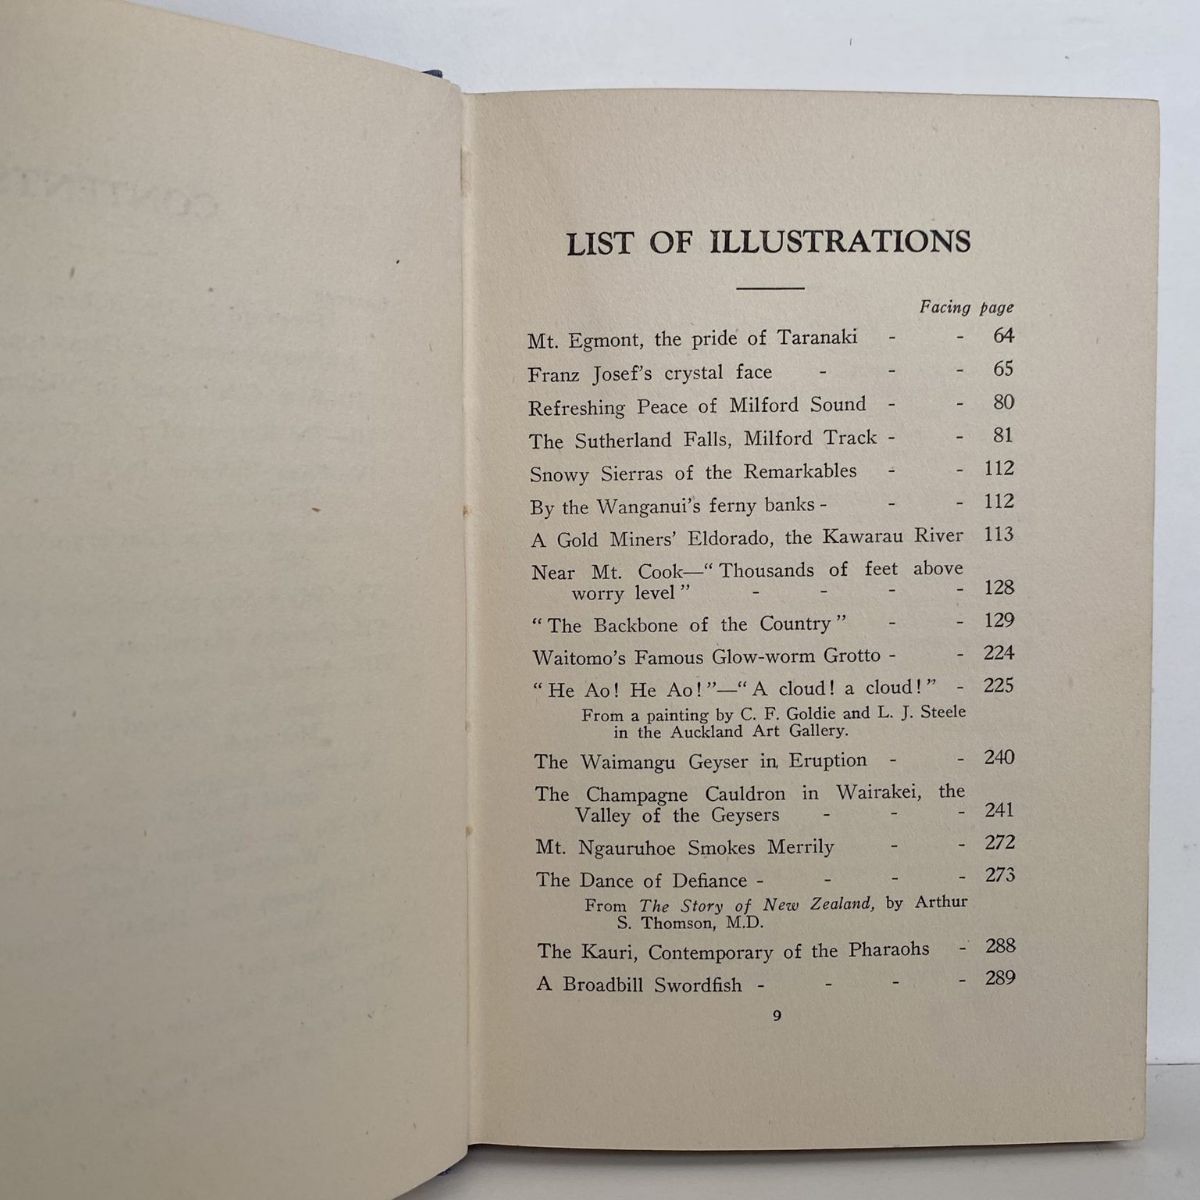 CONTENTS
LIST OF ILLUSTRATIONS
Facing page
Mt. Egmont, the pride of Taranaki - - 64
Franz Josef's crystal face - - - 65
Refreshing Peace of Milford Sound - - 80
The Sutherland Falls, Milford Track - - 81
Snowy Sierras of the Remarkables - - 112
By the Wanganui's ferny banks - - - 112
A Gold Miners' Eldorado, the Kawarau River 113
Near Mt. Cook—"Thousands of feet above
worry level" - - - - 128
"The Backbone of the Country" - - 129
Waitomo's Famous Glow-worm Grotto - - 224
"He Ao! He Ao!"—"A cloud! a cloud!" - 225
From a painting by C. F. Goldie and L. J. Steele
in the Auckland Art Gallery.
The Waimangu Geyser in Eruption - - 240
The Champagne Cauldron in Wairakei, the
Valley of the Geysers - - - 241
Mt. Ngauruhoe Smokes Merrily - - 272
The Dance of Defiance - - - - 273
From The Story of New Zealand, by Arthur
S. Thomson, M.D.
The Kauri, Contemporary of the Pharaohs - 288
A Broadbill Swordfish - - - - 289
9